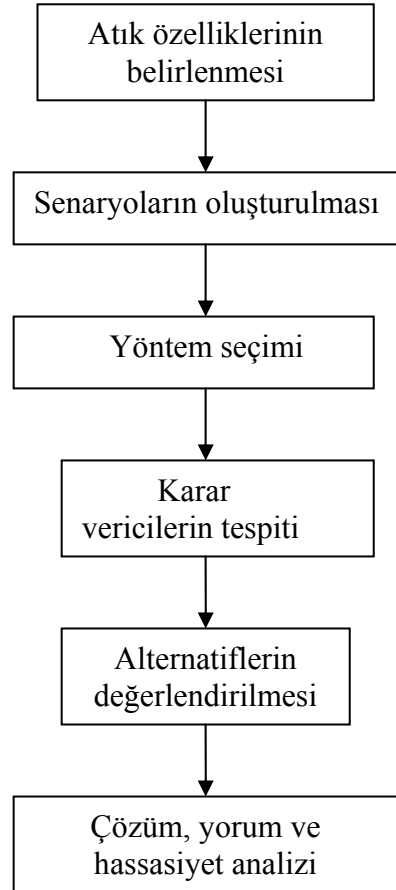 Atık özelliklerinin
belirlenmesi
Senaryoların oluşturulması
Yöntem seçimi
Karar
vericilerin tespiti
Alternatiflerin
değerlendirilmesi
Çözüm, yorum ve
hassasiyet analizi